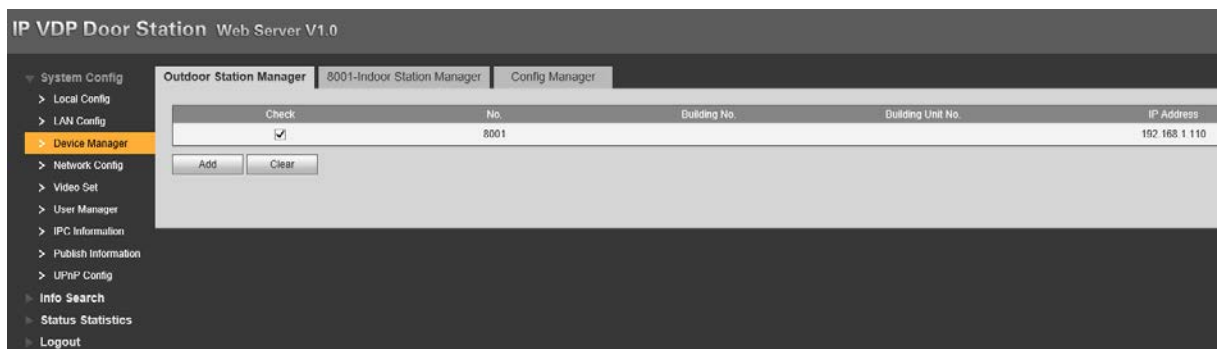 IP VDP Door Station Web Server V1.0
System Config
Local Config
LAN Config
Device Manager
Network Config
Video Set
User Manager
IPC Information
Publish Information
UPnP Config
Info Search
Status Statistics
Logout
Outdoor Station Manager 8001-Indoor Station Manager Config Manager
Check No. Building No. Building Unit No. IP Address
8001 192.168.1.110
Add Clear